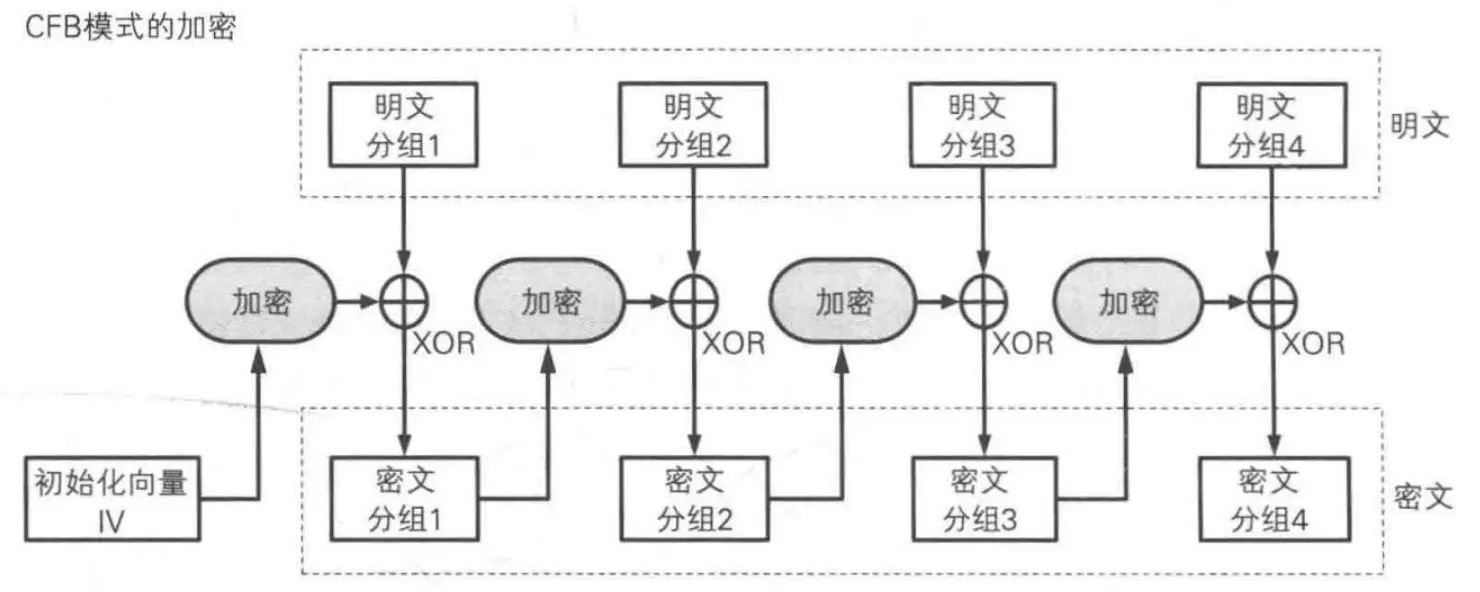 CFB模式的加密
明文
分组1
明文
分组2
明文
分组3
明文
分组4
明文
加密
加密
加密
加密
XOR
XOR
XOR
XOR
初始化向量
IV
密文
分组1
密文
分组2
密文
分组3
密文
分组4
密文